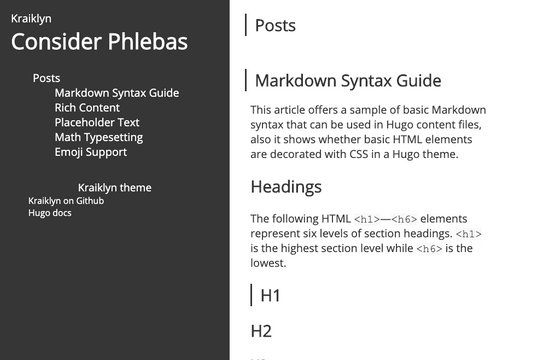 Kraiklyn
Consider Phlebas
Posts
Markdown Syntax Guide
Rich Content
Placeholder Text
Math Typesetting
Emoji Support
Kraiklyn theme
Kraiklyn on Github
Hugo docs
Posts
Markdown Syntax Guide
This article offers a sample of basic Markdown
syntax that can be used in Hugo content files,
also it shows whether basic HTML elements
are decorated with CSS in a Hugo theme.
Headings
The following HTML <h1>—<h6> elements
represent six levels of section headings. <h1>
is the highest section level while <h6> is the
lowest.
H1
H2